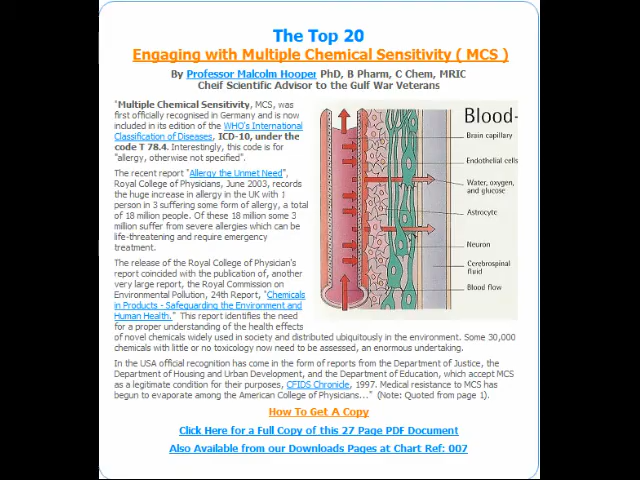 The Top 20
Engaging with Multiple Chemical Sensitivity ( MCS )
By Professor Malcolm Hooper PhD, B Pharm, C Chem, MRIC
Cheif Scientific Advisor to the Gulf War Veterans
"Multiple Chemical Sensitivity, MCS, was
first officially recognised in Germany and is now
included in its edition of the WHO's International
Classification of Diseases, ICD-10, under the
code T 78.4. Interestingly, this code is for
"allergy, otherwise not specified".
The recent report "Allergy the Unmet Need",
Royal College of Physicians, June 2003, records
the huge increase in allergy in the UK with 1
person in 3 suffering some form of allergy, a total
of 18 million people. Of these 18 million some 3
million suffer from severe allergies which can be
life-threatening and require emergency
treatment.
The release of the Royal College of Physician's
report coincided with the publication of, another
very large report, the Royal Commission on
Environmental Pollution, 24th Report, "Chemicals
in Products - Safeguarding the Environment and
Human Health." This report identifies the need
for a proper understanding of the health effects
of novel chemicals widely used in society and distributed ubiquitously in the environment. Some 30,000
chemicals with little or no toxicology now need to be assessed, an enormous undertaking.
In the USA official recognition has come in the form of reports from the Department of Justice, the
Department of Housing and Urban Development, and the Department of Education, which accept MCS
as a legitimate condition for their purposes, CFIDS Chronicle, 1997. Medical resistance to MCS has
begun to evaporate among the American College of Physicians..." (Note: Quoted from page 1).
Blood-
Brain capillary
Endothelial cells
Water, oxygen,
and glucose
Astrocyte
Neuron
Cerebrospinal
fluid
Blood flow
How To Get A Copy
Click Here for a Full Copy of this 27 Page PDF Document
Also Available from our Downloads Pages at Chart Ref: 007